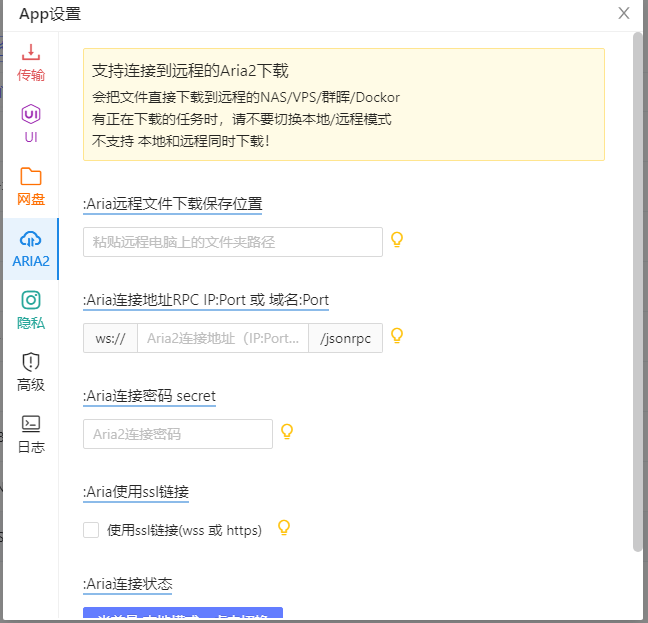 App设置
传输
UI
网盘
ARIA2
隐私
高级
日志
支持连接到远程的Aria2下载
会把文件直接下载到远程的NAS/VPS/群晖/Dockor
有正在下载的任务时，请不要切换本地/远程模式
不支持 本地和远程同时下载！
:Aria远程文件下载保存位置
粘贴远程电脑上的文件夹路径
:Aria连接地址RPC IP:Port 或 域名:Port
ws:// Aria2连接地址（IP:Port... /jsonrpc
:Aria连接密码 secret
Aria2连接密码
:Aria使用ssl链接
使用ssl链接(wss 或 https)
:Aria连接状态